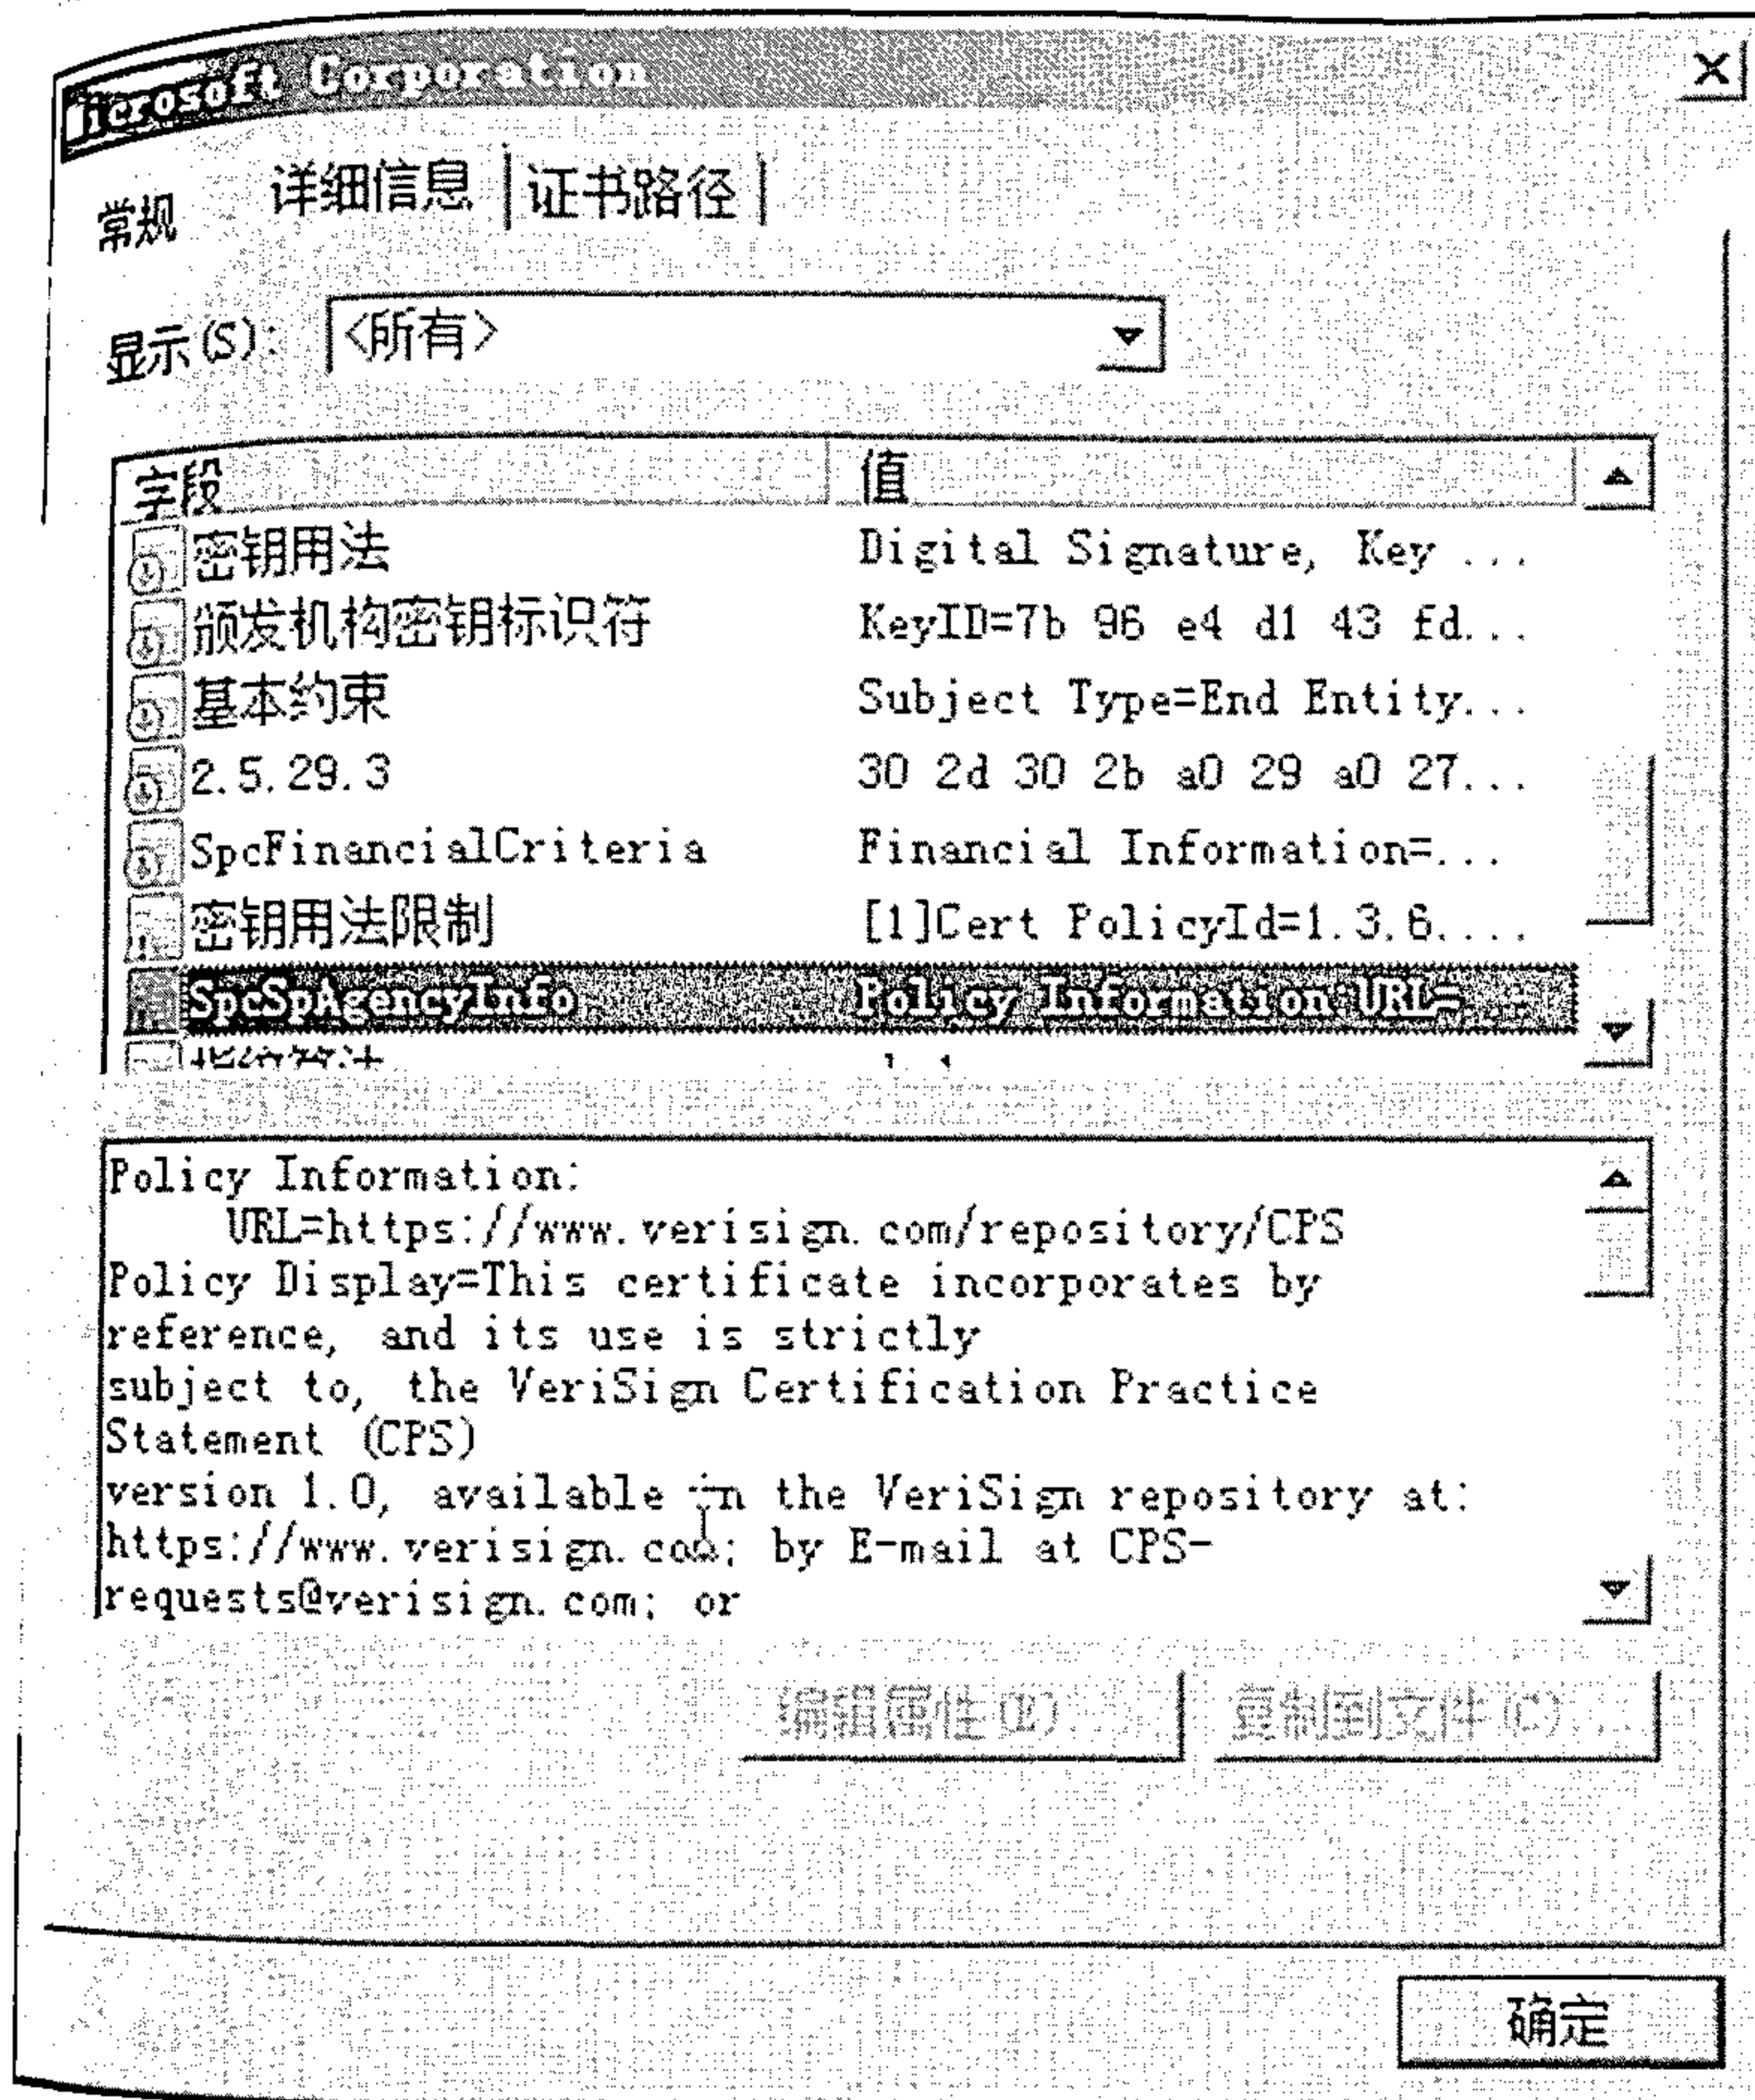 Microsoft Corporation
常规 详细信息 证书路径
显示(S): <所有>
字段 值
密钥用法 Digital Signature, Key ...
颁发机构密钥标识符 KeyID=7b 96 e4 d1 43 fd...
基本约束 Subject Type=End Entity...
2.5.29.3 30 2d 30 2b a0 29 a0 27...
SpcFinancialCriteria Financial Information=...
密钥用法限制 [1]Cert PolicyId=1.3.6....
SpcSpAgencyInfo Policy Information:URL=...
Policy Information:
URL=https://www.verisign.com/repository/CPS
Policy Display=This certificate incorporates by
reference, and its use is strictly
subject to, the VeriSign Certification Practice
Statement (CPS)
version 1.0, available in the VeriSign repository at:
https://www.verisign.com; by E-mail at CPS-
requests@verisign.com; or
编辑属性(E) 复制到文件(C)
确定